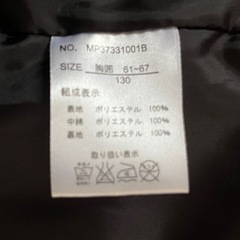 NO. MP37331001B
SIZE 胸囲 61-67
130
組成表示
表地 ポリエステル 100%
中綿 ポリエステル 100%
裏地 ポリエステル 100%
取り扱い表示